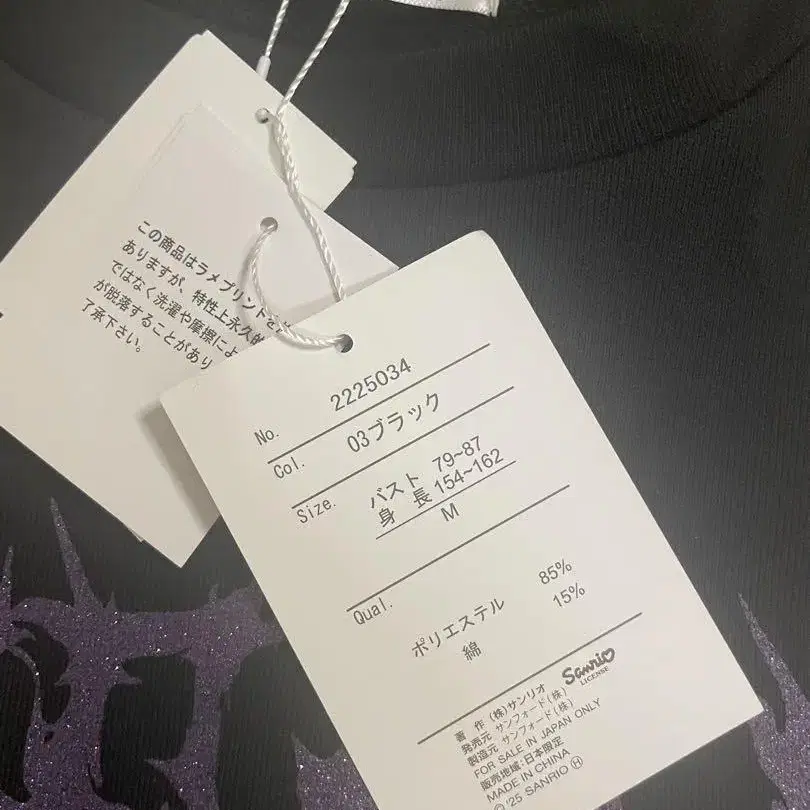 この商品はラメプリントを
ありますが、特性上永久的
ではなく洗濯や摩擦によ
が脱落することがあり
了承下さい。
No. 2225034
Col. 03ブラック
Size. バスト 79~87
身長 154~162
M
Qual.
ポリエステル 85%
綿 15%
Sanrio
LICENSE
著作 (株)サンリオ
発売元 サンフォード(株)
製造元 サンフォード(株)
FOR SALE IN JAPAN ONLY
販売地域:日本限定
MADE IN CHINA
©'25 SANRIO Ⓗ